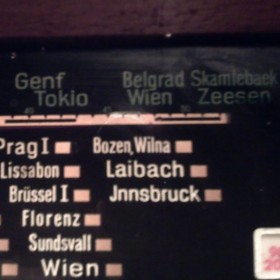 Genf Belgrad Skamlebaek
Tokio Wien Zeesen
Prag I Bozen, Wilna
Lissabon Laibach
Brüssel I Jnnsbruck
Florenz
Sundsvall
Wien